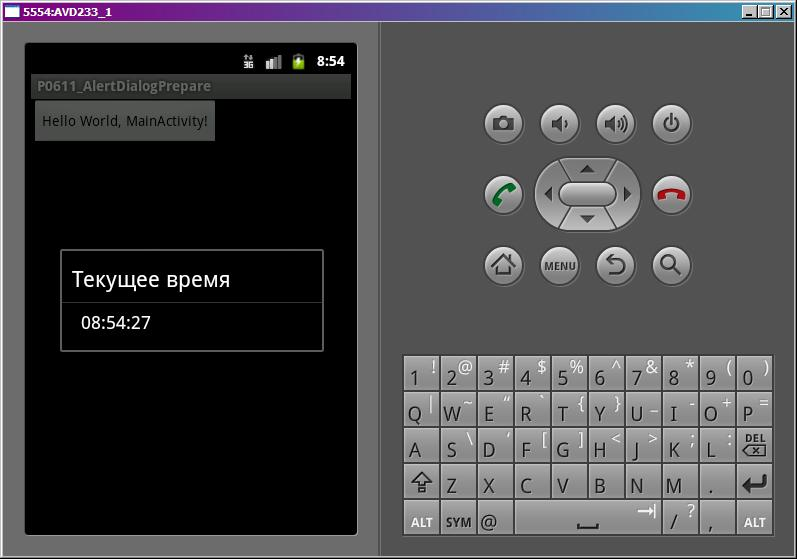 5554:AVD233_1
3G 8:54
P0611_AlertDialogPrepare
Hello World, MainActivity!
Текущее время
08:54:27
MENU
1 ! 2 @ 3 # 4 $ 5 % 6 ^ 7 & 8 * 9 ( 0 )
Q | W ~ E “ R ` T { Y } U _ I - O + P =
A S \ D ‘ F [ G ] H < J > K ; L : DEL
Z X C V B N M .
ALT SYM @ / ? , ALT